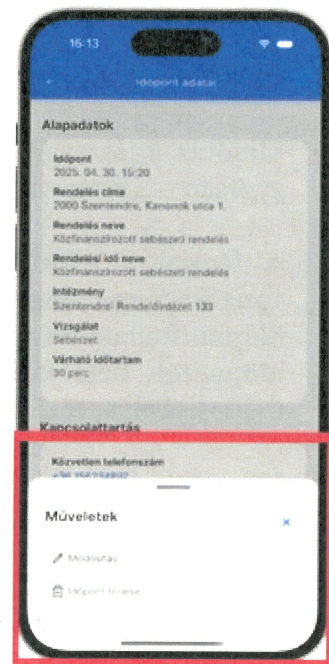 15:13
Időpont adatai
Alapadatok
Időpont
2025. 04. 30. 15:20
Rendelés címe
2000 Szentendre, Kanonok utca 1.
Rendelés neve
Közfinanszírozott sebészeti rendelés
Rendelési idő neve
Közfinanszírozott sebészeti rendelés
Intézmény
Szentendrei Rendelőintézet 133
Vizsgálat
Sebészet
Várható időtartam
30 perc
Kapcsolattartás
Közvetlen telefonszám
Műveletek
Módosítás
Időpont törlése